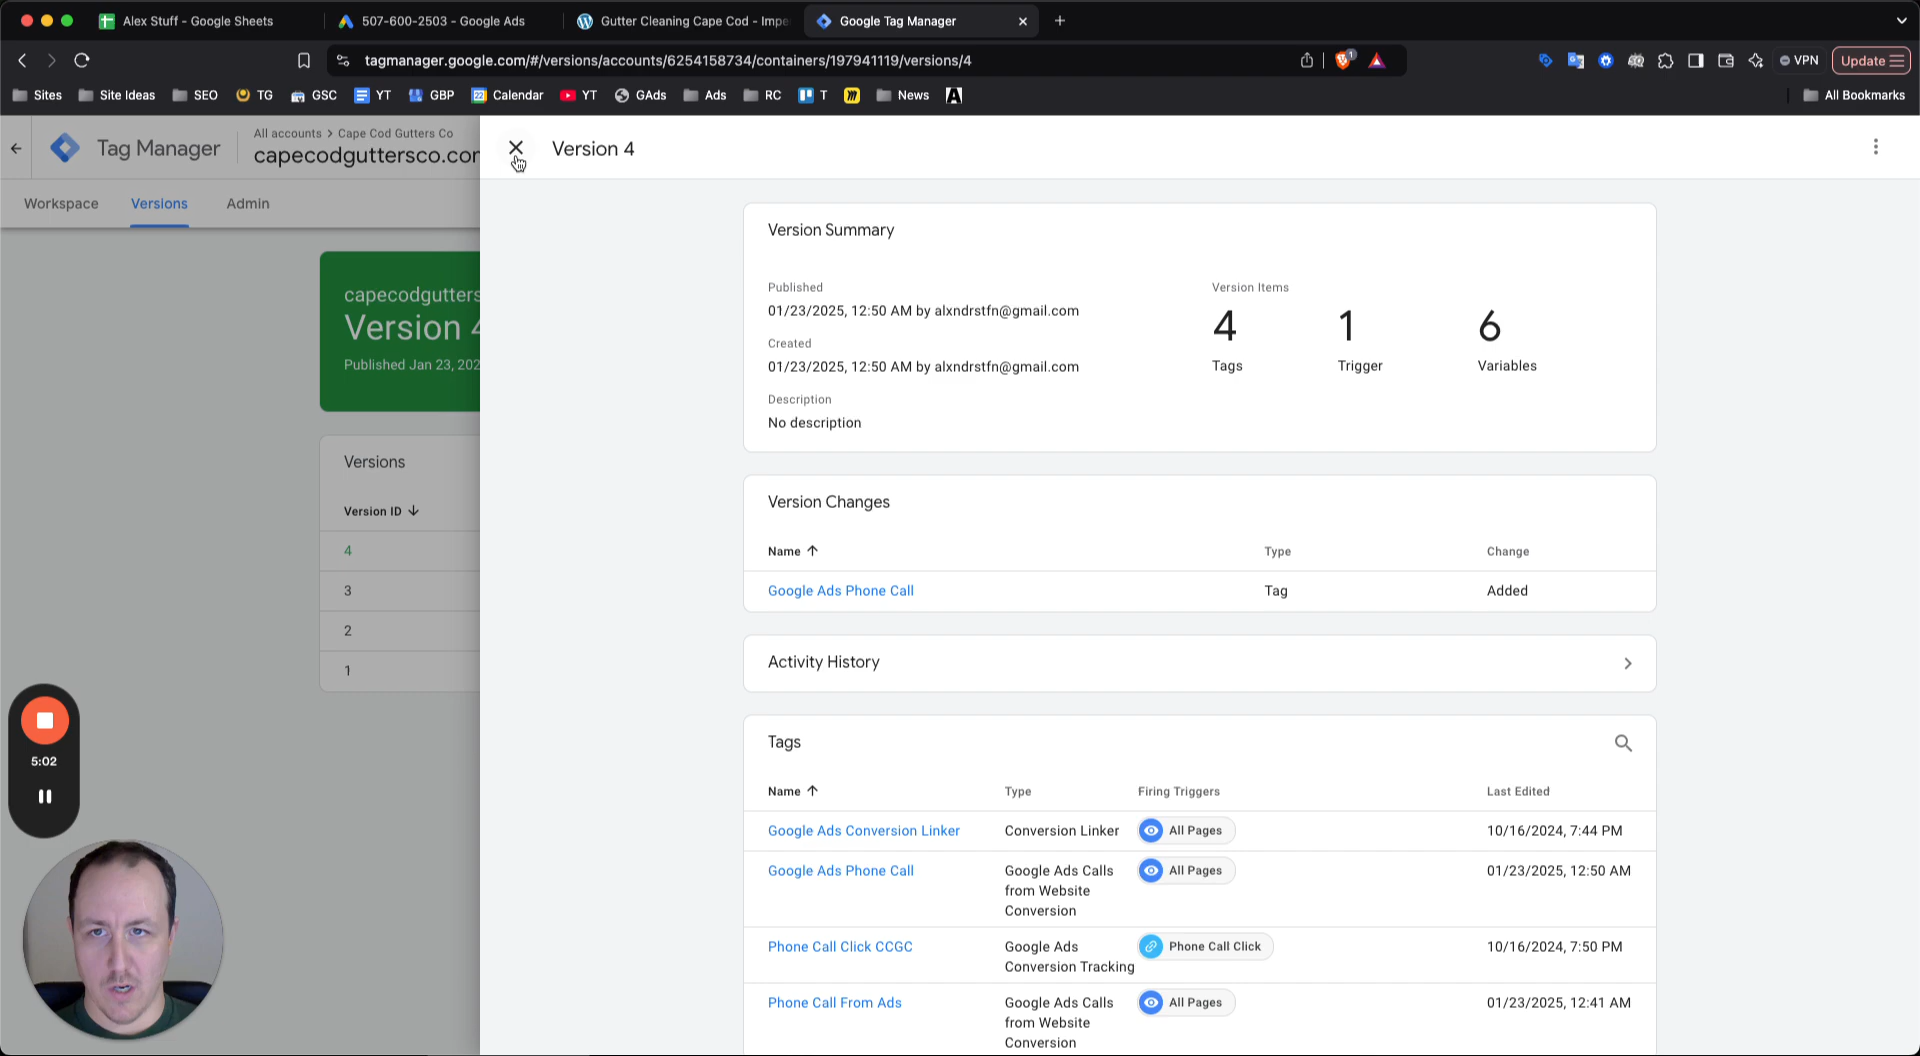 Alex Stuff - Google Sheets
507-600-2503 - Google Ads
Gutter Cleaning Cape Cod - Impe
Google Tag Manager
tagmanager.google.com/#/versions/accounts/6254158734/containers/197941119/versions/4
1
VPN
Update
Sites
Site Ideas
SEO
TG
GSC
YT
GBP
Calendar
YT
GAds
Ads
RC
T
News
All Bookmarks
Tag Manager
All accounts > Cape Cod Gutters Co
capecodguttersco.com
Version 4
Workspace
Versions
Admin
capecodgutters
Version 4
Published Jan 23, 202
Versions
Version ID
4
3
2
1
5:02
Version Summary
Published
01/23/2025, 12:50 AM by alxndrstfn@gmail.com
Created
01/23/2025, 12:50 AM by alxndrstfn@gmail.com
Description
No description
Version Items
4
1
6
Tags
Trigger
Variables
Version Changes
Name
Type
Change
Google Ads Phone Call
Tag
Added
Activity History
Tags
Name
Type
Firing Triggers
Last Edited
Google Ads Conversion Linker
Conversion Linker
All Pages
10/16/2024, 7:44 PM
Google Ads Phone Call
Google Ads Calls
from Website
Conversion
All Pages
01/23/2025, 12:50 AM
Phone Call Click CCGC
Google Ads
Conversion Tracking
Phone Call Click
10/16/2024, 7:50 PM
Phone Call From Ads
Google Ads Calls
from Website
Conversion
All Pages
01/23/2025, 12:41 AM